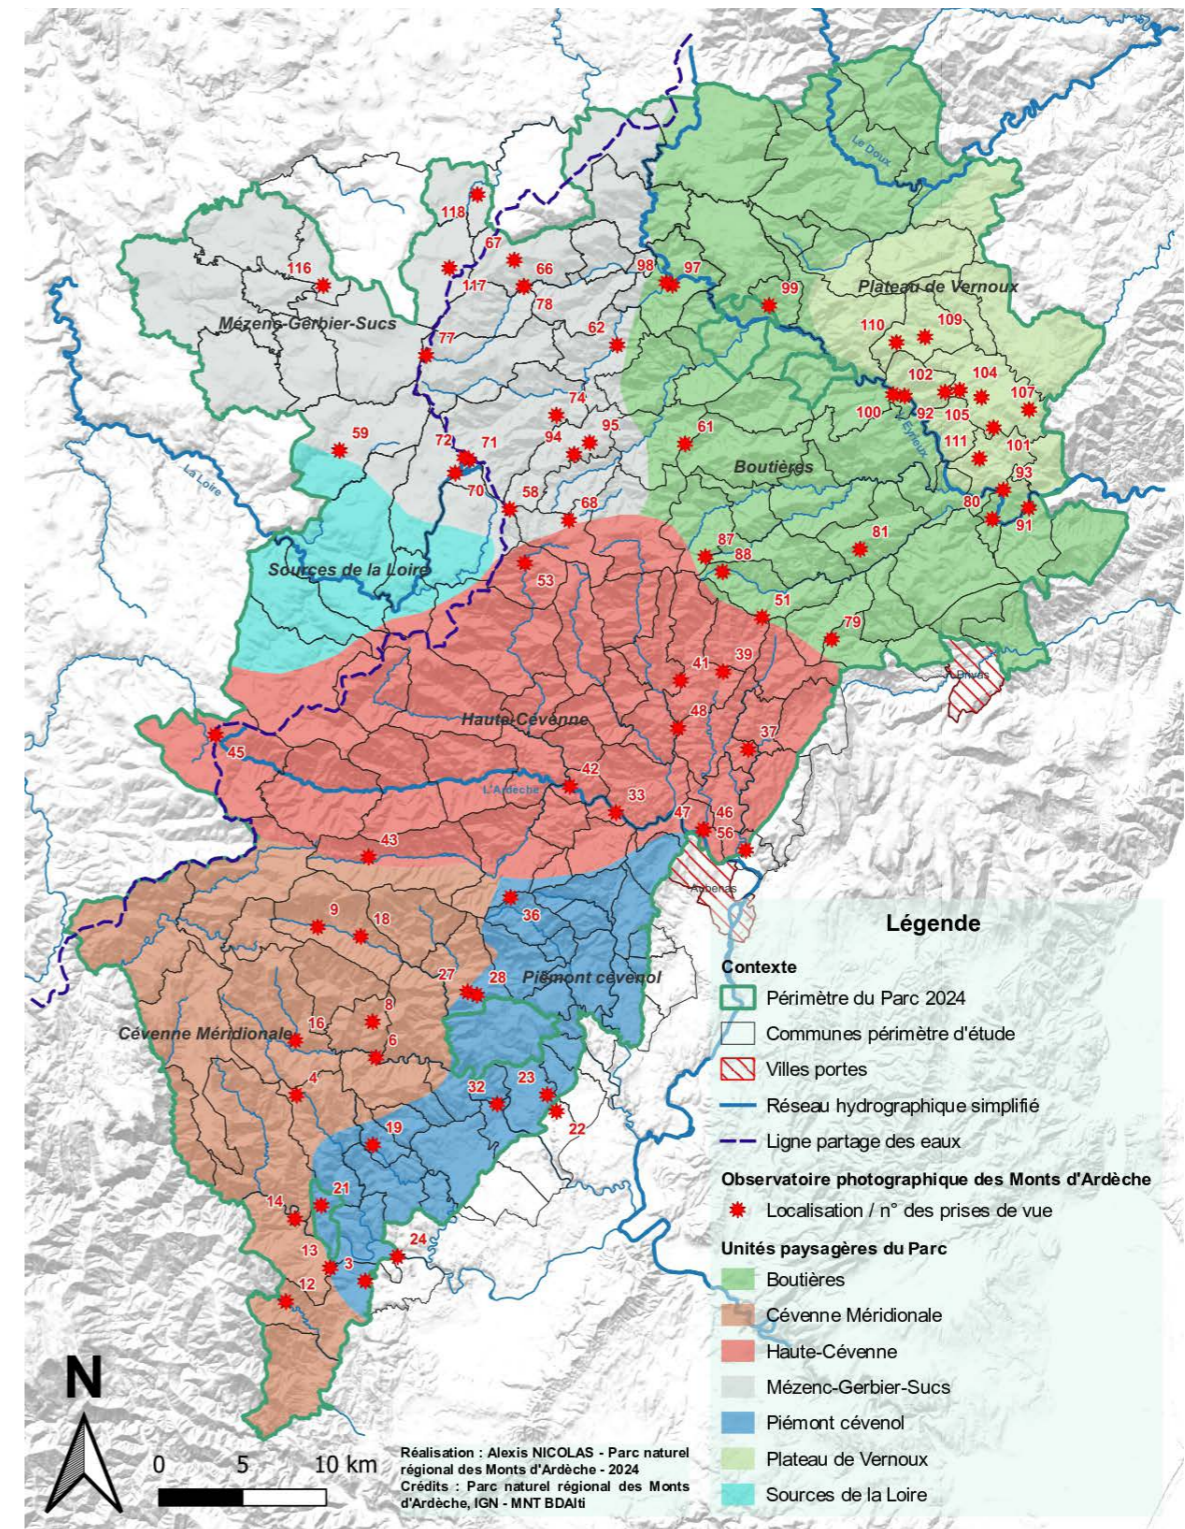 Le Doux
118
67
66
116
117
78
98
97
99
Plateau de Vernoux
Mézenc-Gerbier-Sucs
77
62
110
109
74
102
104
107
100
92
105
L'Eyrieux
59
72
71
94
95
61
111
101
Boutières
La Loire
70
93
58
68
80
91
87
88
81
Sources de la Loire
53
51
79
41
39
Privas
Haute-Cévenne
48
37
45
42
L'Ardèche
33
47
46
56
43
Aubenas
9
18
36
27
28
Piémont cévenol
8
16
Cévenne Méridionale
6
4
32
23
22
19
21
14
24
13
3
12
Légende
Contexte
Périmètre du Parc 2024
Communes périmètre d'étude
Villes portes
Réseau hydrographique simplifié
Ligne partage des eaux
Observatoire photographique des Monts d'Ardèche
Localisation / n° des prises de vue
Unités paysagères du Parc
Boutières
Cévenne Méridionale
Haute-Cévenne
Mézenc-Gerbier-Sucs
Piémont cévenol
Plateau de Vernoux
Sources de la Loire
N
0 5 10 km
Réalisation : Alexis NICOLAS - Parc naturel
régional des Monts d'Ardèche - 2024
Crédits : Parc naturel régional des Monts
d'Ardèche, IGN - MNT BDAlti